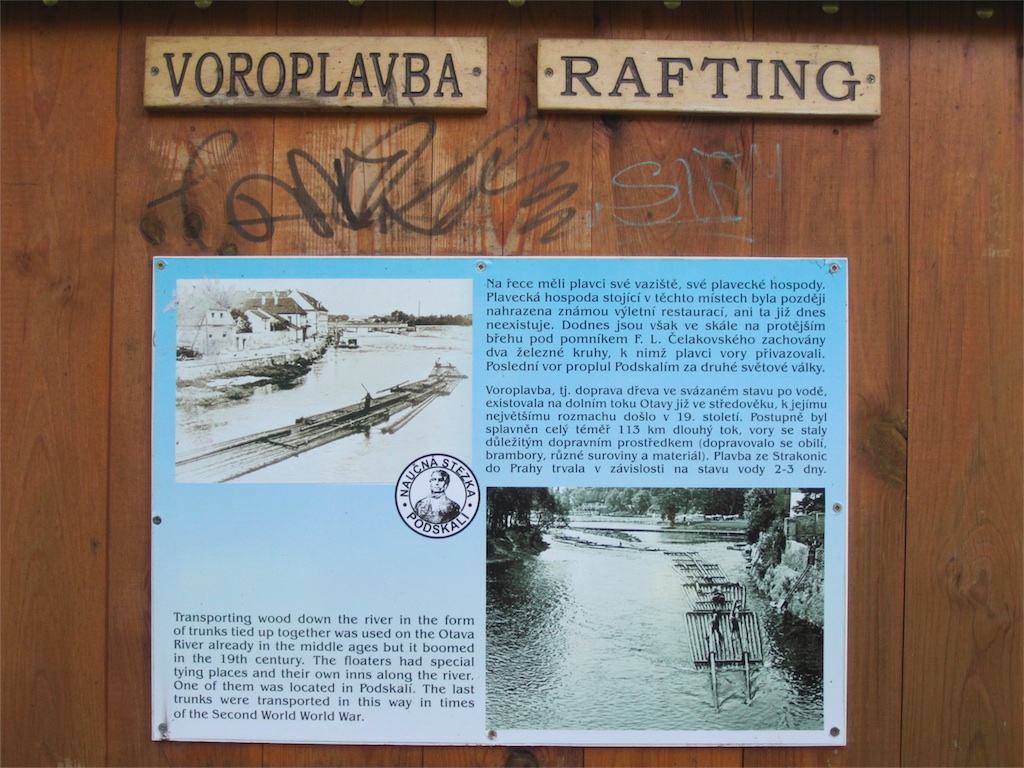 VOROPLAVBA
RAFTING
Na řece měli plavci své vaziště, své plavecké hospody.
Plavecká hospoda stojící v těchto místech byla později
nahrazena známou výletní restaurací, ani ta již dnes
neexistuje. Dodnes jsou však ve skále na protějším
břehu pod pomníkem F. L. Čelakovského zachovány
dva železné kruhy, k nimž plavci vory přivazovali.
Poslední vor proplul Podskalím za druhé světové války.
Voroplavba, tj. doprava dřeva ve svázaném stavu po vodě,
existovala na dolním toku Otavy již ve středověku, k jejímu
největšímu rozmachu došlo v 19. století. Postupně byl
splavněn celý téměř 113 km dlouhý tok, vory se staly
důležitým dopravním prostředkem (dopravovalo se obilí,
brambory, různé suroviny a materiál). Plavba ze Strakonic
do Prahy trvala v závislosti na stavu vody 2-3 dny.
NAUČNÁ STEZKA
• PODSKALÍ •
Transporting wood down the river in the form
of trunks tied up together was used on the Otava
River already in the middle ages but it boomed
in the 19th century. The floaters had special
tying places and their own inns along the river.
One of them was located in Podskalí. The last
trunks were transported in this way in times
of the Second World World War.